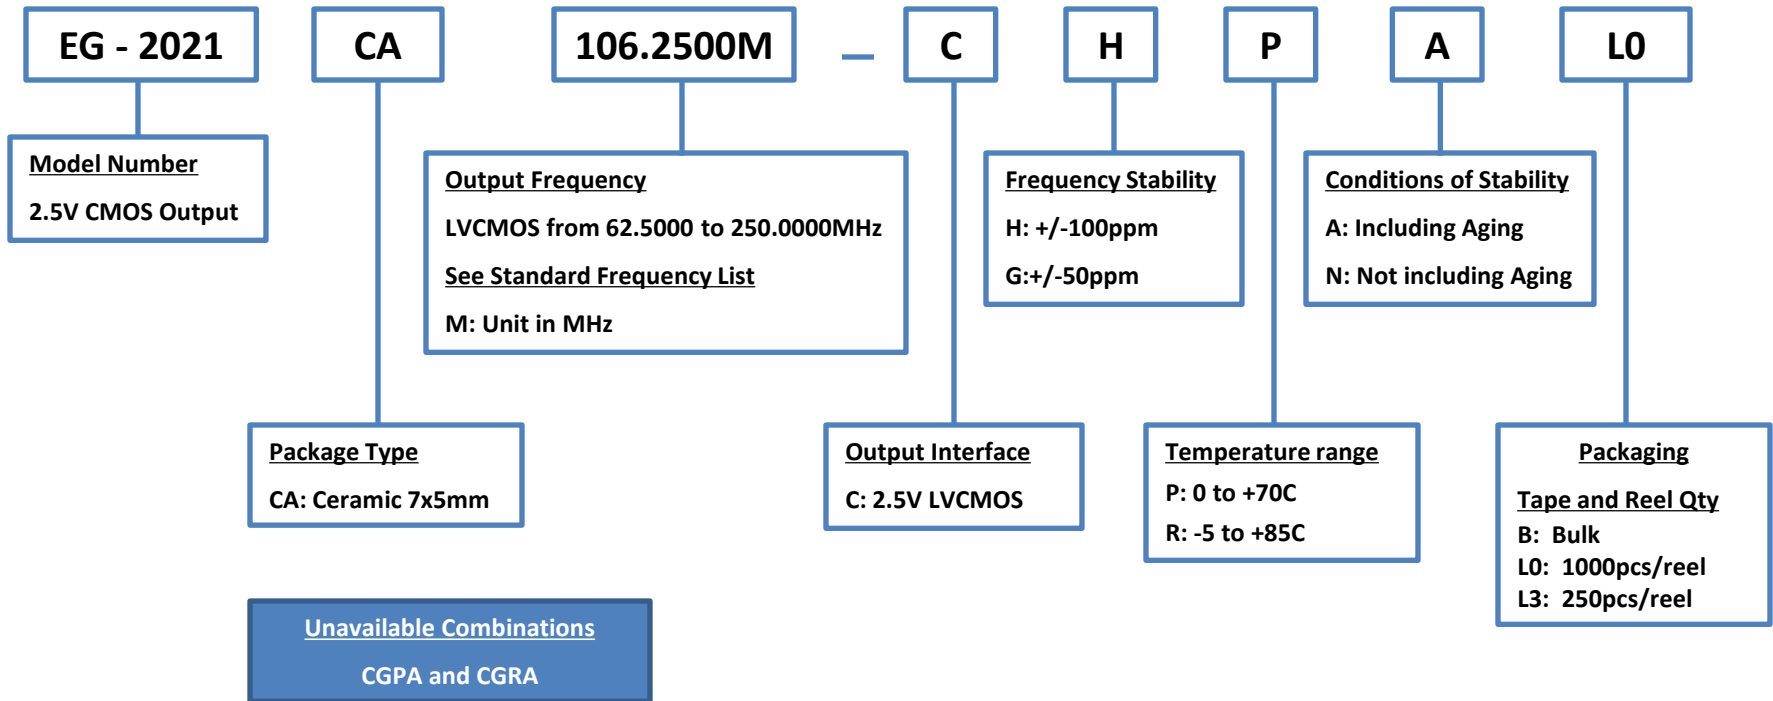 EG - 2021 CA 106.2500M _ C H P A L0
Model Number
2.5V CMOS Output
Output Frequency
LVCMOS from 62.5000 to 250.0000MHz
See Standard Frequency List
M: Unit in MHz
Frequency Stability
H: +/-100ppm
G:+/-50ppm
Conditions of Stability
A: Including Aging
N: Not including Aging
Package Type
CA: Ceramic 7x5mm
Output Interface
C: 2.5V LVCMOS
Temperature range
P: 0 to +70C
R: -5 to +85C
Packaging
Tape and Reel Qty
B:  Bulk
L0:  1000pcs/reel
L3:  250pcs/reel
Unavailable Combinations
CGPA and CGRA